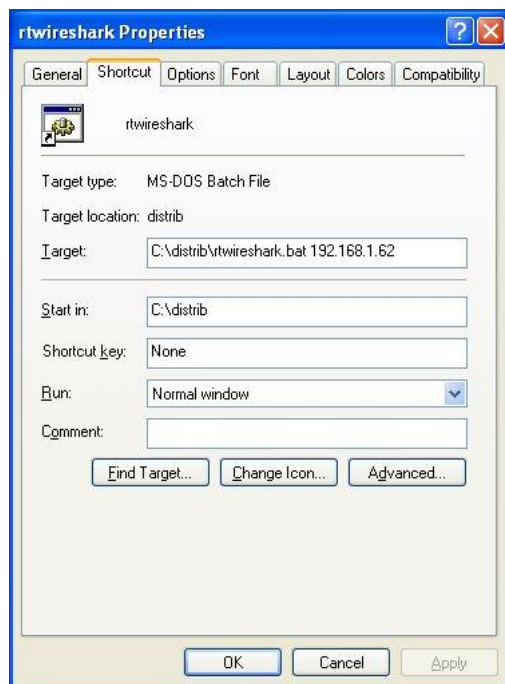 rtwireshark Properties
General Shortcut Options Font Layout Colors Compatibility
rtwireshark
Target type: MS-DOS Batch File
Target location: distrib
Target: C:\distrib\rtwireshark.bat 192.168.1.62
Start in: C:\distrib
Shortcut key: None
Run: Normal window
Comment:
Find Target... Change Icon... Advanced...
OK Cancel Apply